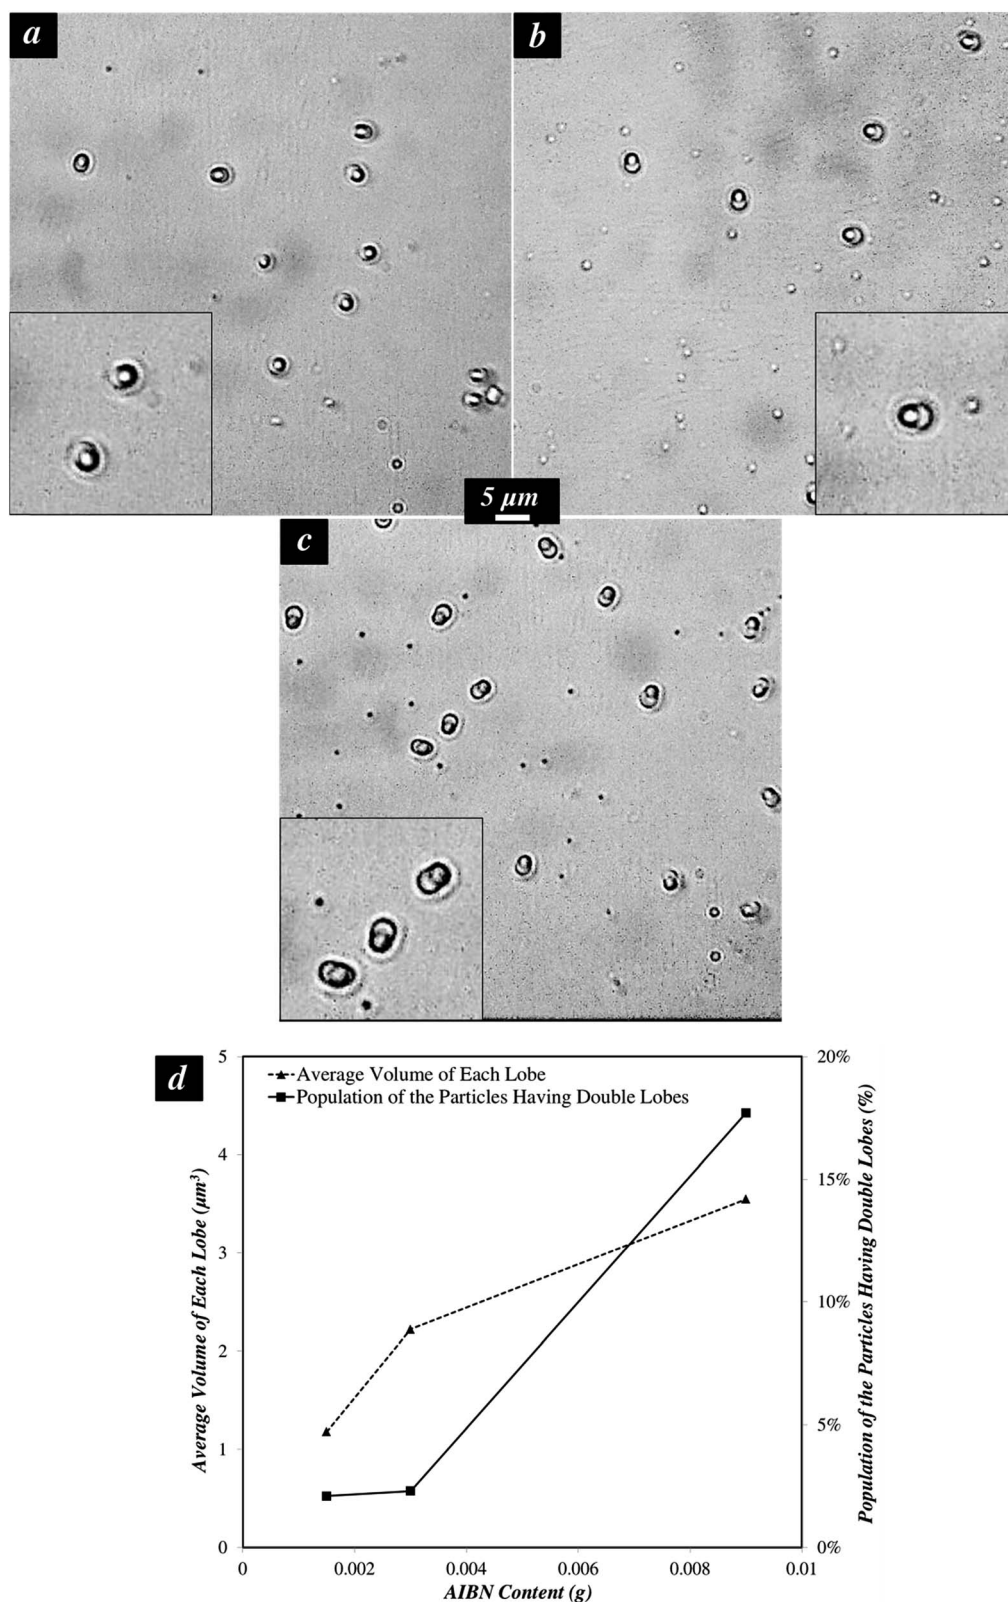 a
b
5 μm
c
d
5
4
3
2
1
0
20%
15%
10%
5%
0%
Average Volume of Each Lobe
Population of the Particles Having Double Lobes
Average Volume of Each Lobe (μm³)
Population of the Particles Having Double Lobes (%)
0
0.002
0.004
0.006
0.008
0.01
AIBN Content (g)